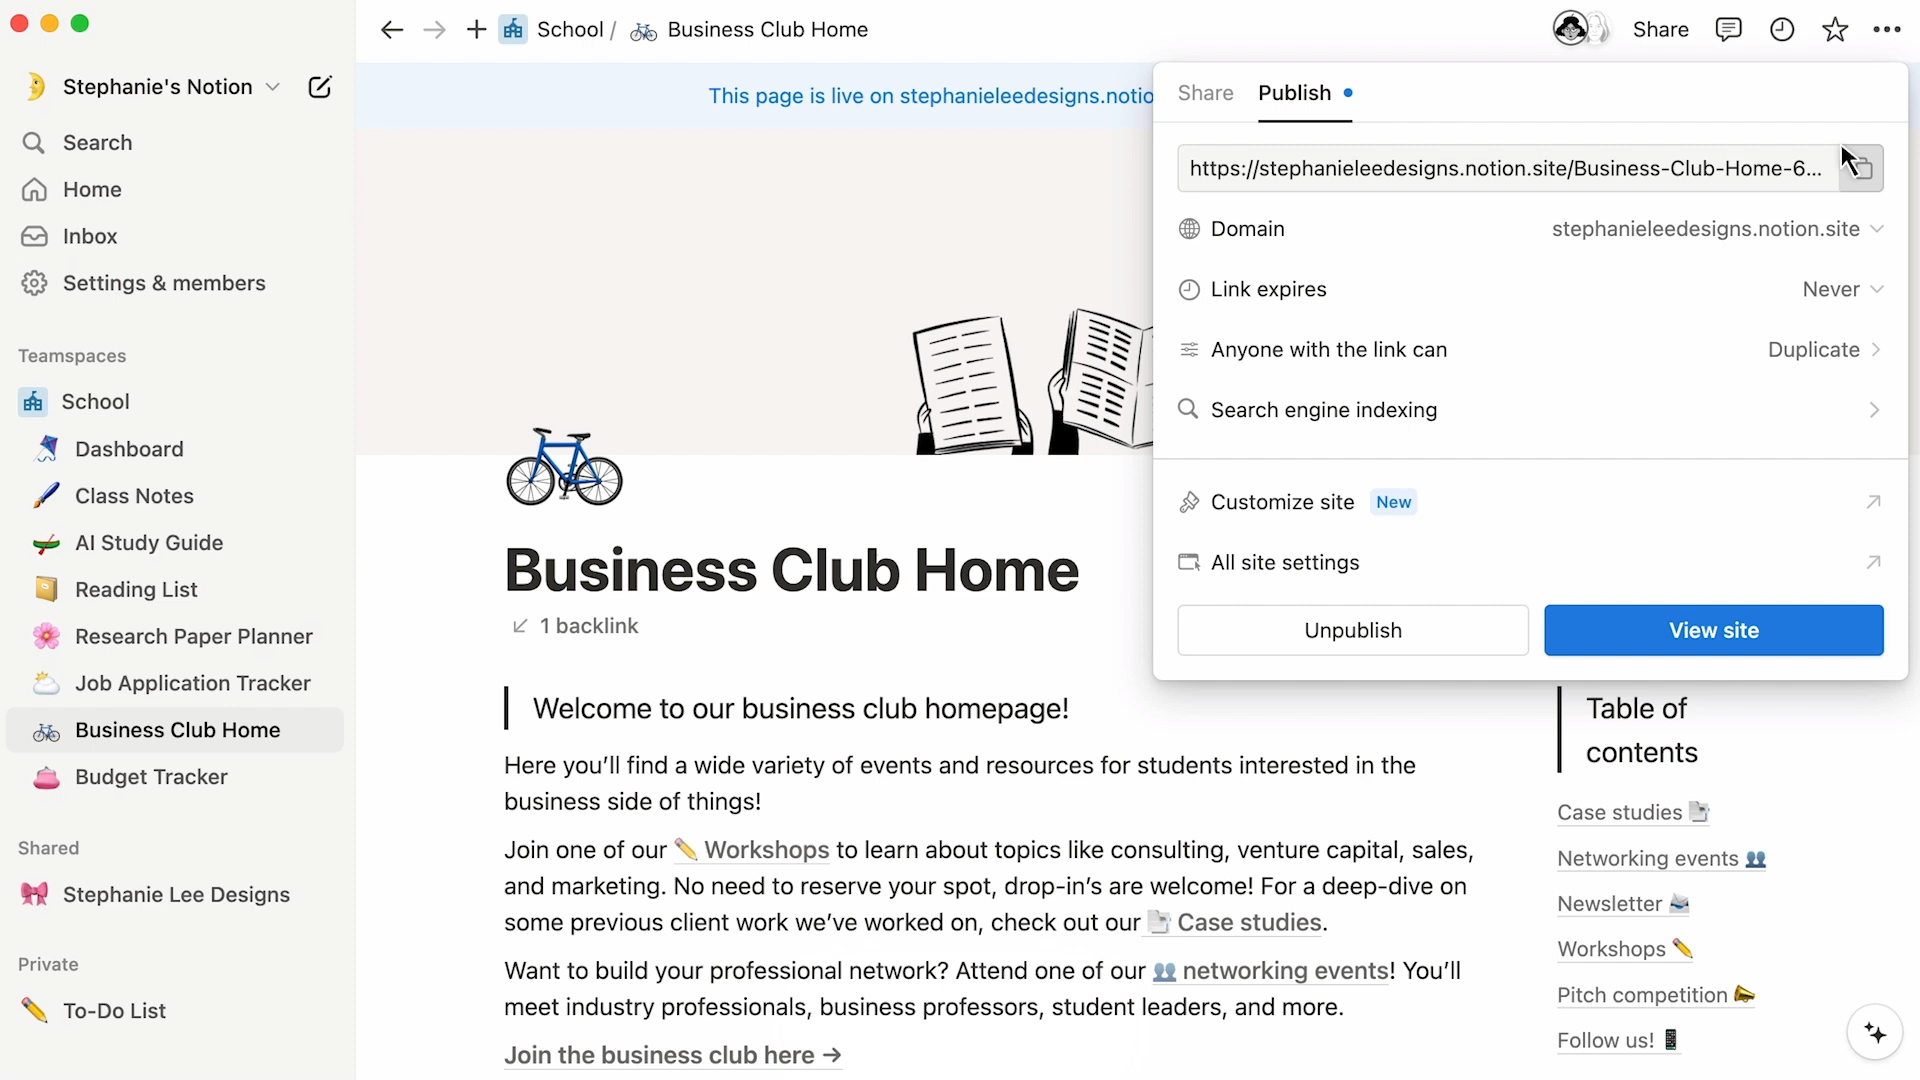 School / Business Club Home
Share
Stephanie's Notion
Search
Home
Inbox
Settings & members
Teamspaces
School
Dashboard
Class Notes
AI Study Guide
Reading List
Research Paper Planner
Job Application Tracker
Business Club Home
Budget Tracker
Shared
Stephanie Lee Designs
Private
To-Do List
This page is live on stephanieleedesigns.notio
Share Publish
https://stephanieleedesigns.notion.site/Business-Club-Home-6...
Domain stephanieleedesigns.notion.site
Link expires Never
Anyone with the link can Duplicate
Search engine indexing
Customize site New
All site settings
Unpublish View site
Business Club Home
1 backlink
Welcome to our business club homepage!
Here you'll find a wide variety of events and resources for students interested in the
business side of things!
Join one of our ✏️ Workshops to learn about topics like consulting, venture capital, sales,
and marketing. No need to reserve your spot, drop-in's are welcome! For a deep-dive on
some previous client work we've worked on, check out our 📑 Case studies.
Want to build your professional network? Attend one of our 👥 networking events! You'll
meet industry professionals, business professors, student leaders, and more.
Join the business club here →
Table of
contents
Case studies 📑
Networking events 👥
Newsletter 📨
Workshops ✏️
Pitch competition 📣
Follow us! 📱